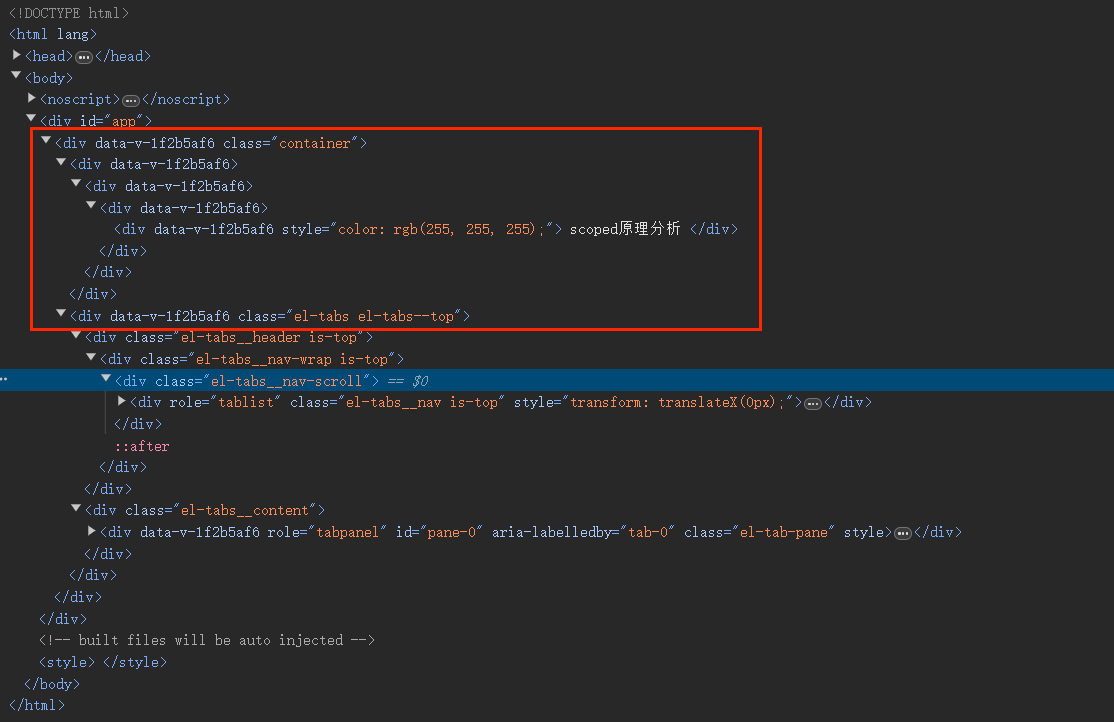 <!DOCTYPE html>
<html lang>
<head>…</head>
<body>
<noscript>…</noscript>
<div id="app">
<div data-v-1f2b5af6 class="container">
<div data-v-1f2b5af6>
<div data-v-1f2b5af6>
<div data-v-1f2b5af6>
<div data-v-1f2b5af6 style="color: rgb(255, 255, 255);"> scoped原理分析 </div>
</div>
</div>
</div>
<div data-v-1f2b5af6 class="el-tabs el-tabs--top">
<div class="el-tabs__header is-top">
<div class="el-tabs__nav-wrap is-top">
<div class="el-tabs__nav-scroll"> == $0
<div role="tablist" class="el-tabs__nav is-top" style="transform: translateX(0px);">…</div>
</div>
::after
</div>
</div>
<div class="el-tabs__content">
<div data-v-1f2b5af6 role="tabpanel" id="pane-0" aria-labelledby="tab-0" class="el-tab-pane" style>…</div>
</div>
</div>
</div>
</div>
<!-- built files will be auto injected -->
<style> </style>
</body>
</html>